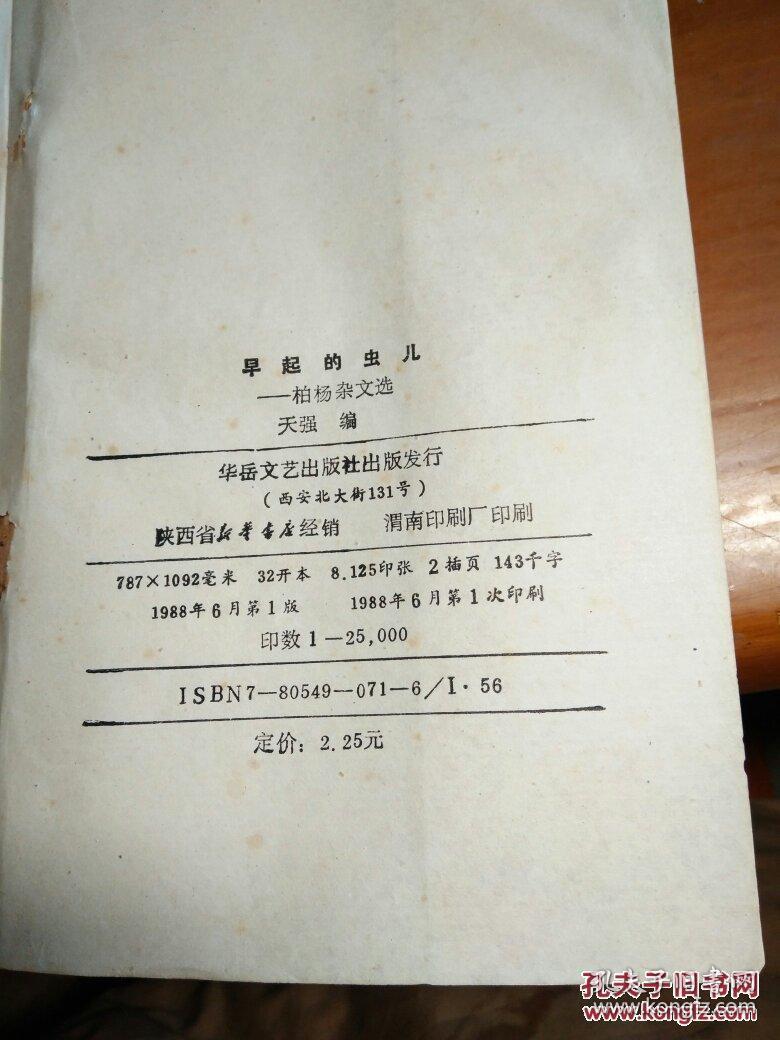 早起的虫儿
——柏杨杂文选
天强 编
华岳文艺出版社出版发行
(西安北大街131号)
陕西省新华书店经销 渭南印刷厂印刷
787×1092毫米 32开本 8.125印张 2插页 143千字
1988年6月第1版 1988年6月第1次印刷
印数1—25,000
ISBN7—80549—071—6/I·56
定价：2.25元
孔夫子旧书网
www.kongfz.com